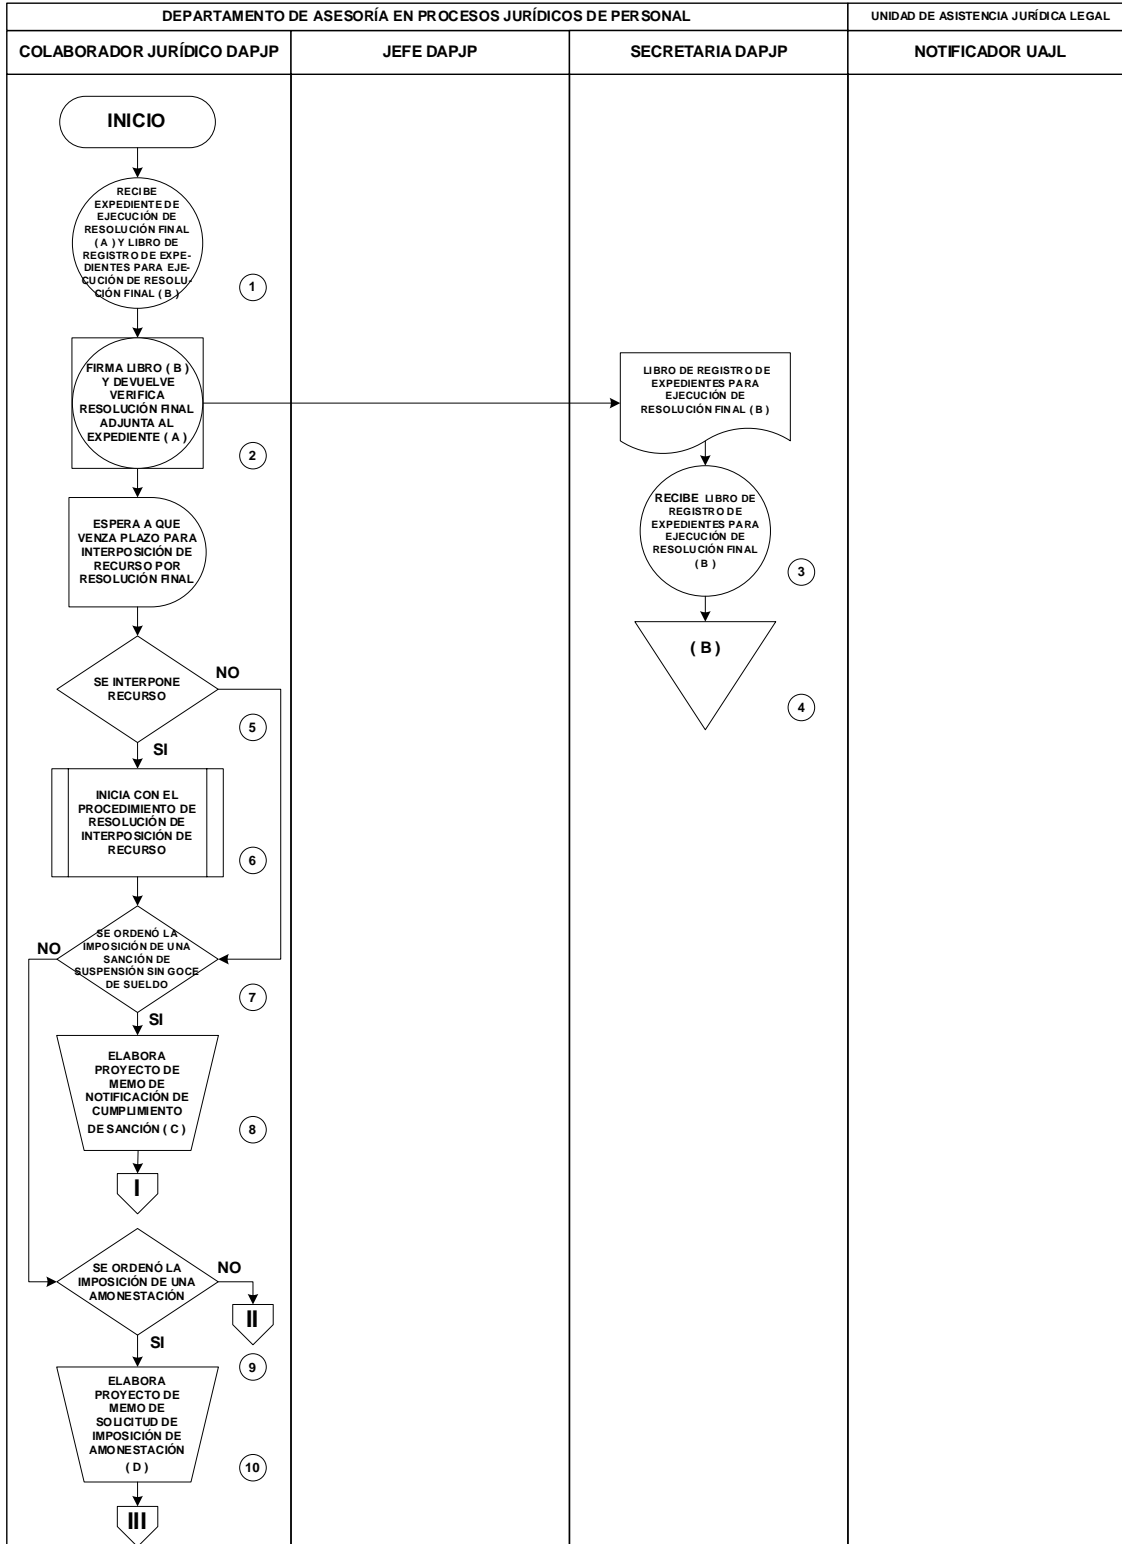 DEPARTAMENTO DE ASESORÍA EN PROCESOS JURÍDICOS DE PERSONAL
UNIDAD DE ASISTENCIA JURÍDICA LEGAL
COLABORADOR JURÍDICO DAPJP
JEFE DAPJP
SECRETARIA DAPJP
NOTIFICADOR UAJL
INICIO
RECIBE
EXPEDIENTE DE
EJECUCIÓN DE
RESOLUCIÓN FINAL
( A ) Y LIBRO DE
REGISTRO DE EXPE-
DIENTES PARA EJE-
CUCIÓN DE RESOLU-
CIÓN FINAL ( B )
1
FIRMA LIBRO ( B )
Y DEVUELVE
VERIFICA
RESOLUCIÓN FINAL
ADJUNTA AL
EXPEDIENTE ( A )
2
LIBRO DE REGISTRO DE
EXPEDIENTES PARA
EJECUCIÓN DE
RESOLUCIÓN FINAL ( B )
RECIBE LIBRO DE
REGISTRO DE
EXPEDIENTES PARA
EJECUCIÓN DE
RESOLUCIÓN FINAL
( B )
3
( B )
4
ESPERA A QUE
VENZA PLAZO PARA
INTERPOSICIÓN DE
RECURSO POR
RESOLUCIÓN FINAL
SE INTERPONE
RECURSO
NO
5
SI
INICIA CON EL
PROCEDIMIENTO DE
RESOLUCIÓN DE
INTERPOSICIÓN DE
RECURSO
6
NO
SE ORDENÓ LA
IMPOSICIÓN DE UNA
SANCIÓN DE
SUSPENSIÓN SIN GOCE
DE SUELDO
7
SI
ELABORA
PROYECTO DE
MEMO DE
NOTIFICACIÓN DE
CUMPLIMIENTO
DE SANCIÓN ( C )
8
I
SE ORDENÓ LA
IMPOSICIÓN DE UNA
AMONESTACIÓN
NO
II
SI
9
ELABORA
PROYECTO DE
MEMO DE
SOLICITUD DE
IMPOSICIÓN DE
AMONESTACIÓN
( D )
10
III